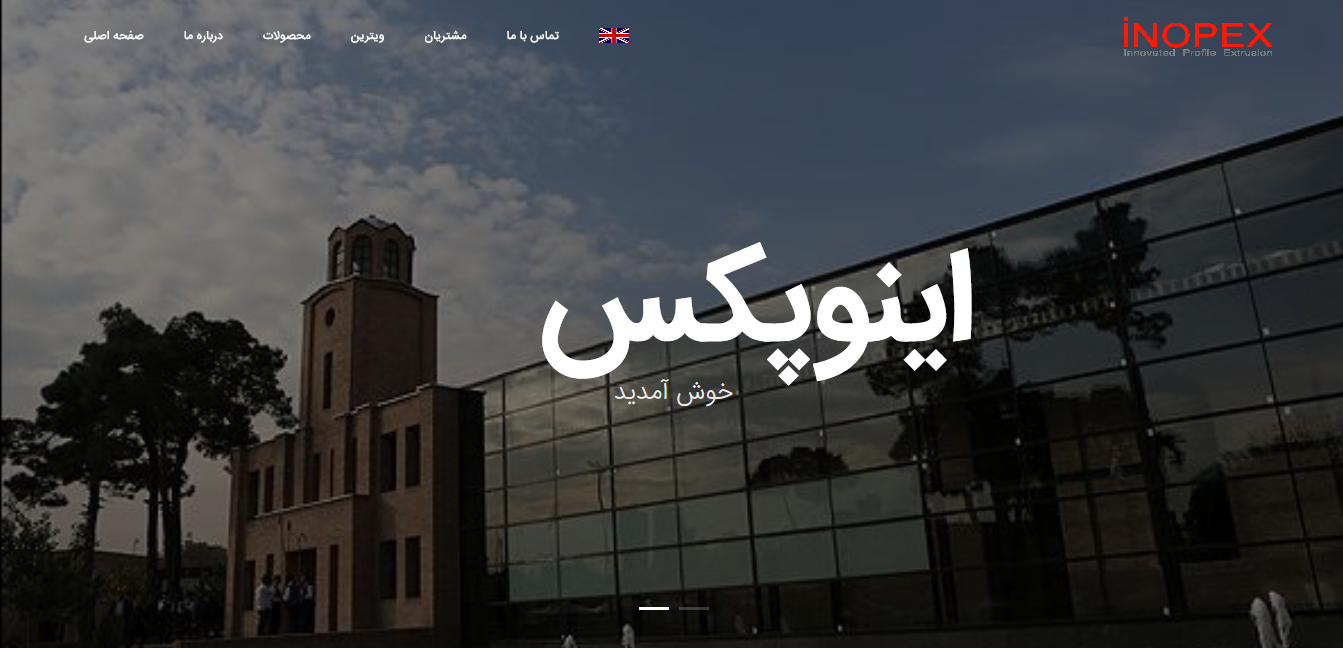 صفحه اصلی
درباره ما
محصولات
ویترین
مشتریان
تماس با ما
iNOPEX
Innovated Profile Extrusion
اینوپکس
خوش آمدید